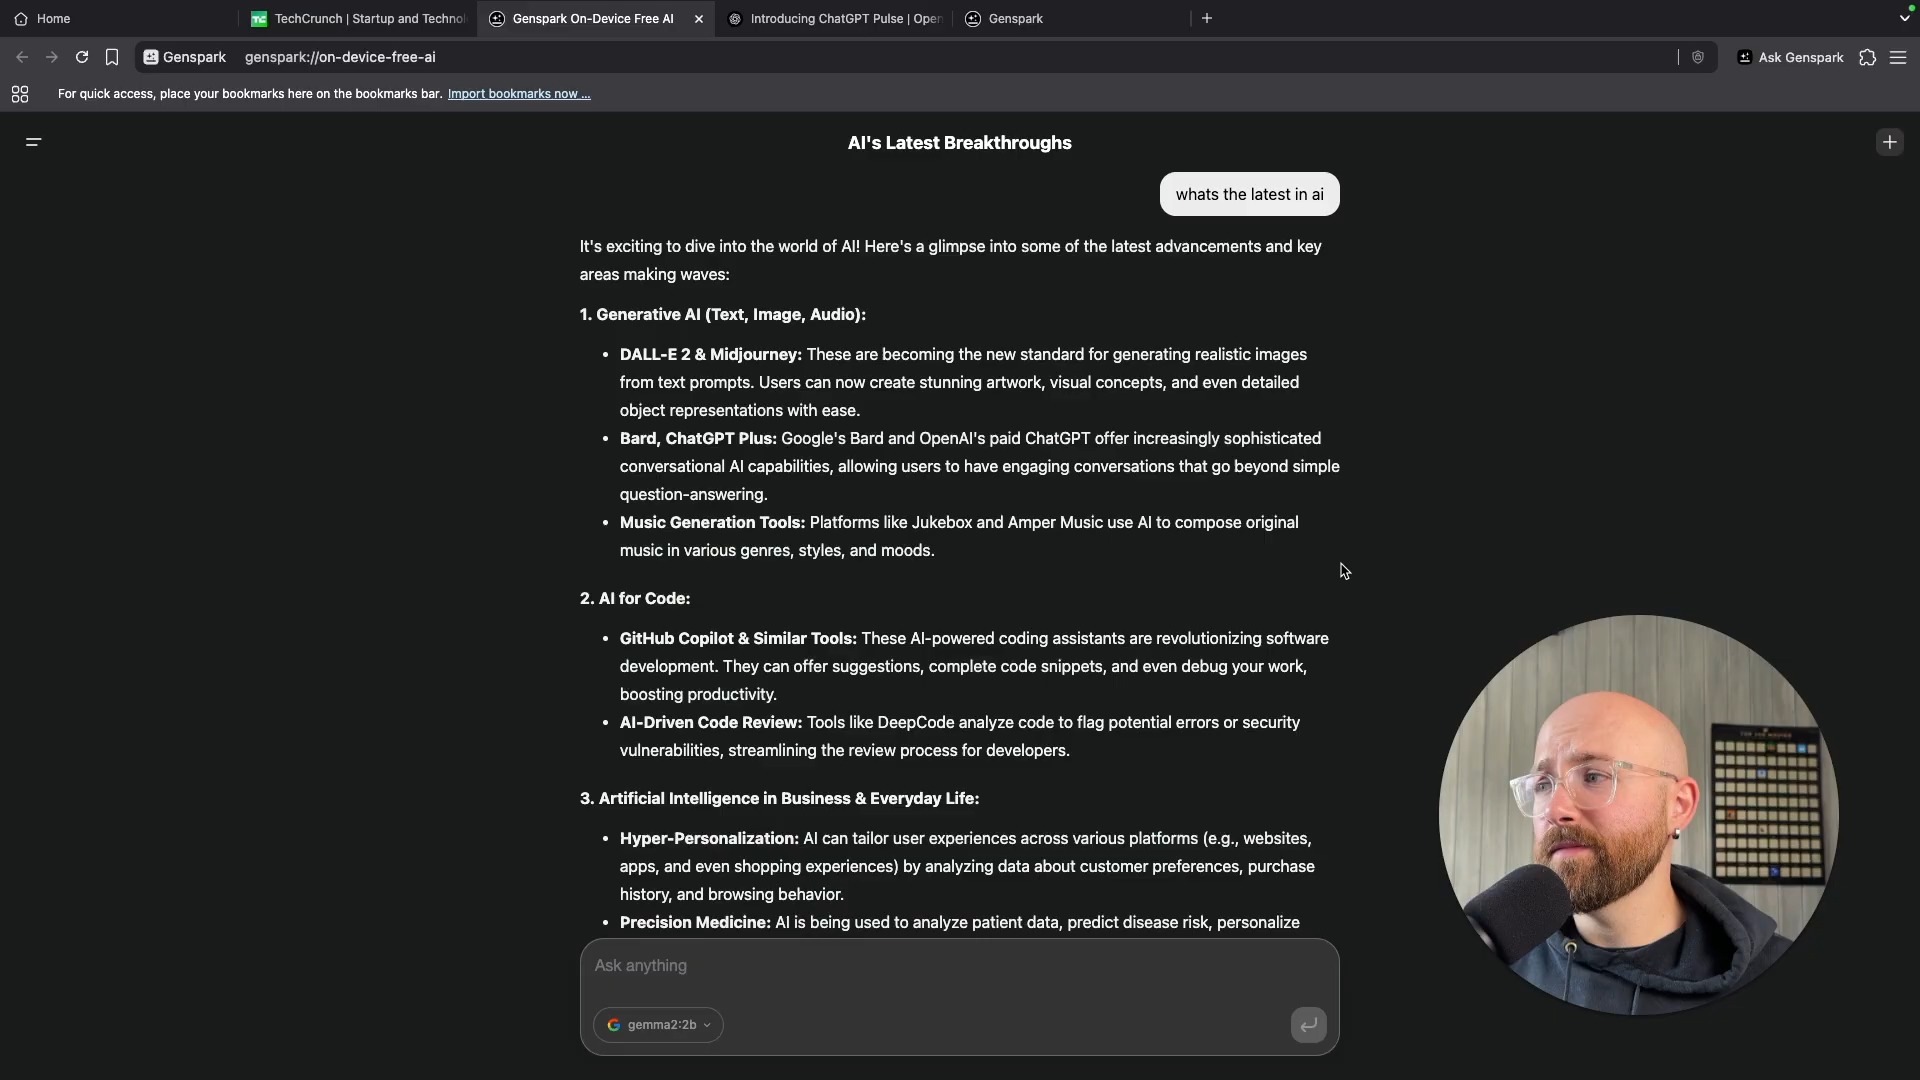 Home
TechCrunch | Startup and Technol
Genspark On-Device Free AI
Introducing ChatGPT Pulse | Open
Genspark
Genspark
genspark://on-device-free-ai
Ask Genspark
For quick access, place your bookmarks here on the bookmarks bar. Import bookmarks now ...
AI's Latest Breakthroughs
whats the latest in ai
It's exciting to dive into the world of AI! Here's a glimpse into some of the latest advancements and key
areas making waves:
1. Generative AI (Text, Image, Audio):
• DALL-E 2 & Midjourney: These are becoming the new standard for generating realistic images
from text prompts. Users can now create stunning artwork, visual concepts, and even detailed
object representations with ease.
• Bard, ChatGPT Plus: Google's Bard and OpenAI's paid ChatGPT offer increasingly sophisticated
conversational AI capabilities, allowing users to have engaging conversations that go beyond simple
question-answering.
• Music Generation Tools: Platforms like Jukebox and Amper Music use AI to compose original
music in various genres, styles, and moods.
2. AI for Code:
• GitHub Copilot & Similar Tools: These AI-powered coding assistants are revolutionizing software
development. They can offer suggestions, complete code snippets, and even debug your work,
boosting productivity.
• AI-Driven Code Review: Tools like DeepCode analyze code to flag potential errors or security
vulnerabilities, streamlining the review process for developers.
3. Artificial Intelligence in Business & Everyday Life:
• Hyper-Personalization: AI can tailor user experiences across various platforms (e.g., websites,
apps, and even shopping experiences) by analyzing data about customer preferences, purchase
history, and browsing behavior.
• Precision Medicine: AI is being used to analyze patient data, predict disease risk, personalize
Ask anything
gemma2:2b